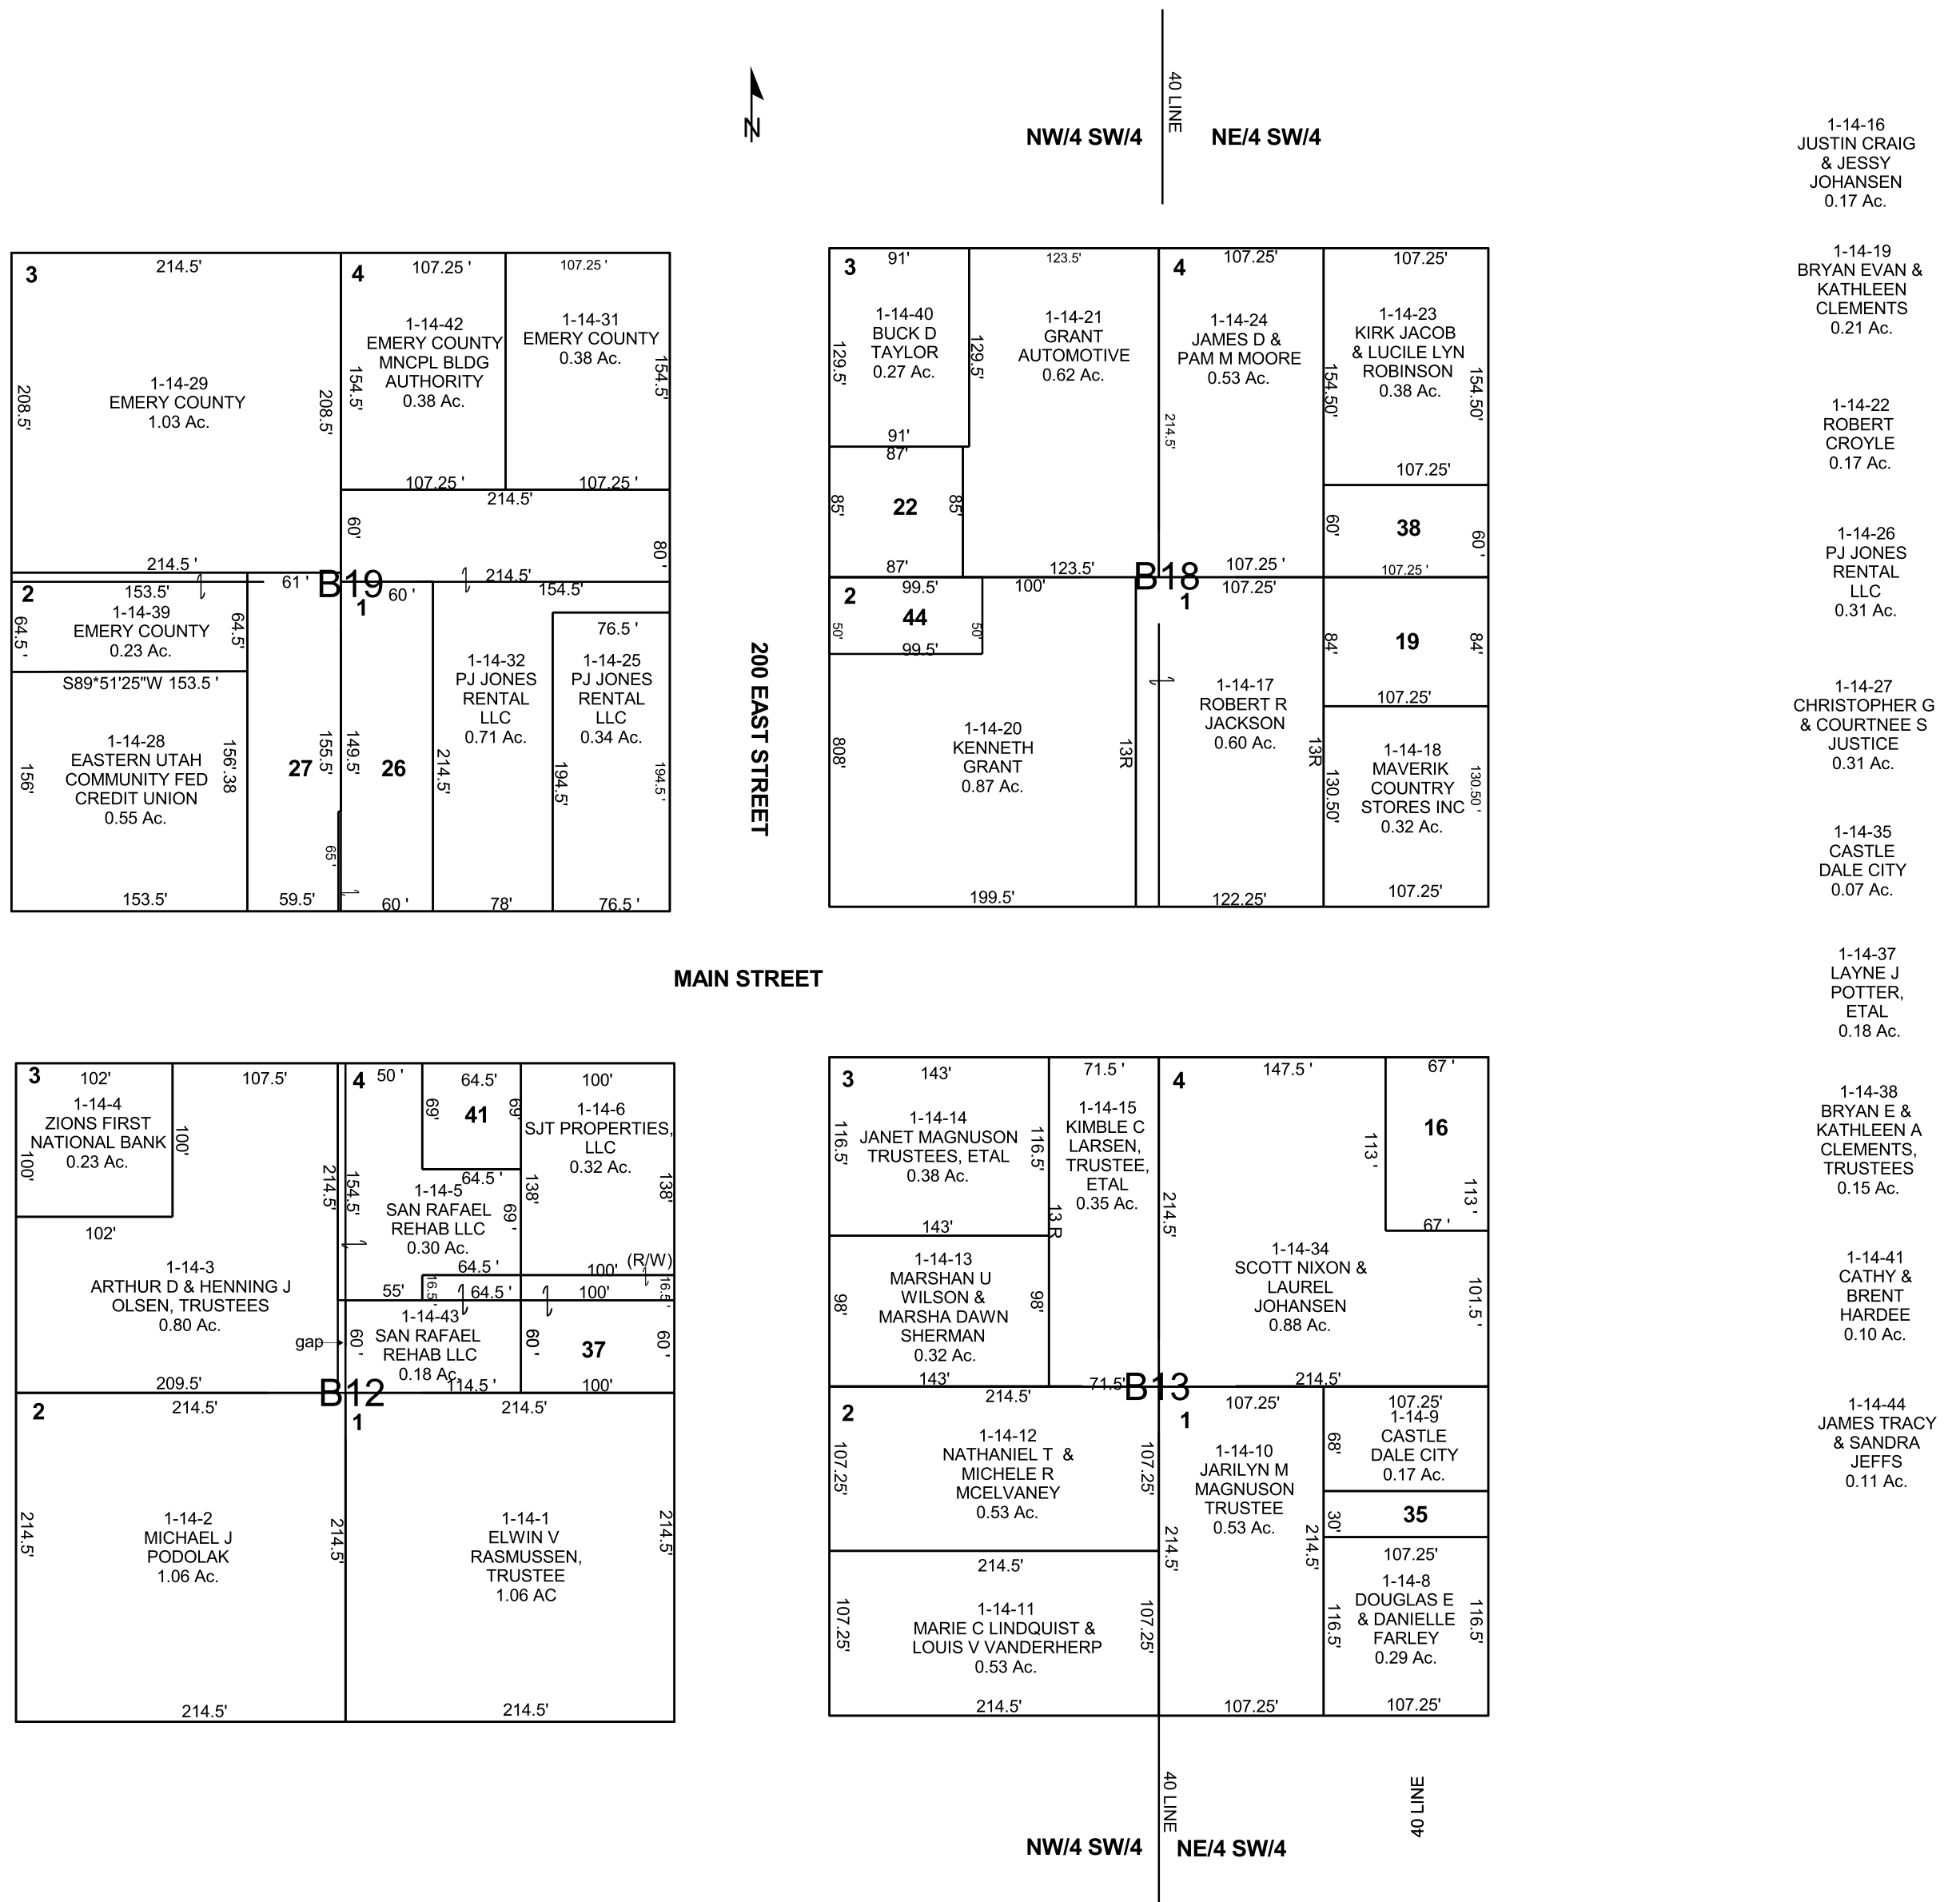 40 LINE
N
NW/4 SW/4
NE/4 SW/4
3
214.5'
208.5'
208.5'
1-14-29
EMERY COUNTY
1.03 Ac.
214.5 '
4
107.25 '
107.25 '
1-14-42
EMERY COUNTY
MNCPL BLDG
AUTHORITY
0.38 Ac.
154.5'
1-14-31
EMERY COUNTY
0.38 Ac.
154.5'
107.25 '
107.25 '
214.5'
60'
80 '
214.5'
B19
2
153.5'
61 '
1-14-39
EMERY COUNTY
0.23 Ac.
64.5 '
64.5'
S89*51'25"W 153.5 '
1-14-28
EASTERN UTAH
COMMUNITY FED
CREDIT UNION
0.55 Ac.
156'
156'.38
153.5'
27
155.5'
65 '
59.5'
1
60 '
154.5'
149.5'
26
214.5'
60 '
1-14-32
PJ JONES
RENTAL
LLC
0.71 Ac.
78'
76.5 '
1-14-25
PJ JONES
RENTAL
LLC
0.34 Ac.
194.5'
194.5 '
76.5 '
200 EAST STREET
3
91'
123.5'
1-14-40
BUCK D
TAYLOR
0.27 Ac.
129.5'
129.5'
91'
87'
85'
22
85'
87'
1-14-21
GRANT
AUTOMOTIVE
0.62 Ac.
123.5'
4
107.25'
107.25'
214.5'
1-14-24
JAMES D &
PAM M MOORE
0.53 Ac.
107.25 '
1-14-23
KIRK JACOB
& LUCILE LYN
ROBINSON
0.38 Ac.
154.50'
154.50'
107.25'
60'
38
60 '
107.25 '
B18
2
99.5'
100'
50'
44
50'
99.5'
1-14-20
KENNETH
GRANT
0.87 Ac.
808'
13R
199.5'
1
107.25'
1-14-17
ROBERT R
JACKSON
0.60 Ac.
13R
122.25'
84'
19
84'
107.25'
1-14-18
MAVERIK
COUNTRY
STORES INC
0.32 Ac.
130.50'
130.50 '
107.25'
MAIN STREET
3
102'
107.5'
1-14-4
ZIONS FIRST
NATIONAL BANK
0.23 Ac.
100'
100'
102'
1-14-3
ARTHUR D & HENNING J
OLSEN, TRUSTEES
0.80 Ac.
214.5'
gap
209.5'
4
50 '
64.5'
100'
69'
41
69'
64.5 '
154.5'
1-14-5
SAN RAFAEL
REHAB LLC
0.30 Ac.
69 '
1-14-6
SJT PROPERTIES,
LLC
0.32 Ac.
138'
138'
(R/W)
64.5 '
100'
16.5'
16.5 '
55'
64.5 '
100'
1-14-43
SAN RAFAEL
REHAB LLC
0.18 Ac.
60 '
60 '
37
60 '
114.5 '
100'
B12
2
214.5'
1-14-2
MICHAEL J
PODOLAK
1.06 Ac.
214.5'
214.5'
214.5'
1
214.5'
1-14-1
ELWIN V
RASMUSSEN,
TRUSTEE
1.06 AC
214.5'
214.5'
3
143'
71.5 '
1-14-14
JANET MAGNUSON
TRUSTEES, ETAL
0.38 Ac.
116.5'
116.5'
143'
1-14-13
MARSHAN U
WILSON &
MARSHA DAWN
SHERMAN
0.32 Ac.
98'
98'
143'
1-14-15
KIMBLE C
LARSEN,
TRUSTEE,
ETAL
0.35 Ac.
13 R
71.5'
4
147.5 '
67 '
16
113 '
113 '
67 '
214.5'
1-14-34
SCOTT NIXON &
LAUREL
JOHANSEN
0.88 Ac.
101.5 '
214.5'
B13
2
214.5'
1-14-12
NATHANIEL T &
MICHELE R
MCELVANEY
0.53 Ac.
107.25'
107.25'
214.5'
1-14-11
MARIE C LINDQUIST &
LOUIS V VANDERHERP
0.53 Ac.
107.25'
107.25'
214.5'
1
107.25'
1-14-10
JARILYN M
MAGNUSON
TRUSTEE
0.53 Ac.
214.5'
214.5'
107.25'
107.25'
1-14-9
CASTLE
DALE CITY
0.17 Ac.
68'
30'
35
107.25'
1-14-8
DOUGLAS E
& DANIELLE
FARLEY
0.29 Ac.
116.5'
116.5'
107.25'
40 LINE
40 LINE
NW/4 SW/4
NE/4 SW/4
1-14-16
JUSTIN CRAIG
& JESSY
JOHANSEN
0.17 Ac.
1-14-19
BRYAN EVAN &
KATHLEEN
CLEMENTS
0.21 Ac.
1-14-22
ROBERT
CROYLE
0.17 Ac.
1-14-26
PJ JONES
RENTAL
LLC
0.31 Ac.
1-14-27
CHRISTOPHER G
& COURTNEE S
JUSTICE
0.31 Ac.
1-14-35
CASTLE
DALE CITY
0.07 Ac.
1-14-37
LAYNE J
POTTER,
ETAL
0.18 Ac.
1-14-38
BRYAN E &
KATHLEEN A
CLEMENTS,
TRUSTEES
0.15 Ac.
1-14-41
CATHY &
BRENT
HARDEE
0.10 Ac.
1-14-44
JAMES TRACY
& SANDRA
JEFFS
0.11 Ac.